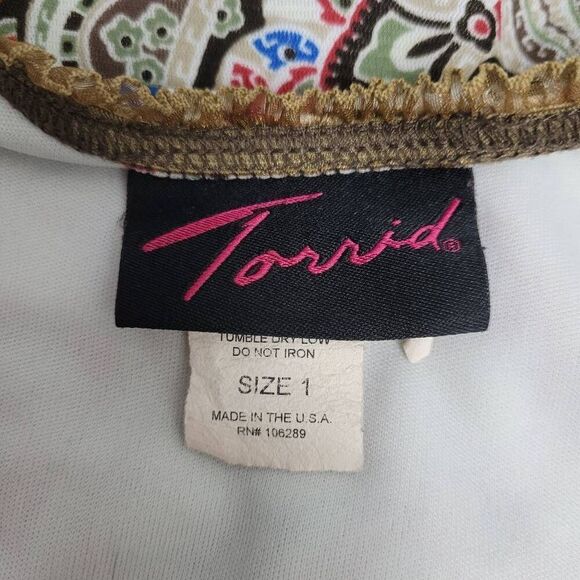 Torrid®
TUMBLE DRY LOW
DO NOT IRON
SIZE 1
MADE IN THE U.S.A.
RN# 106289